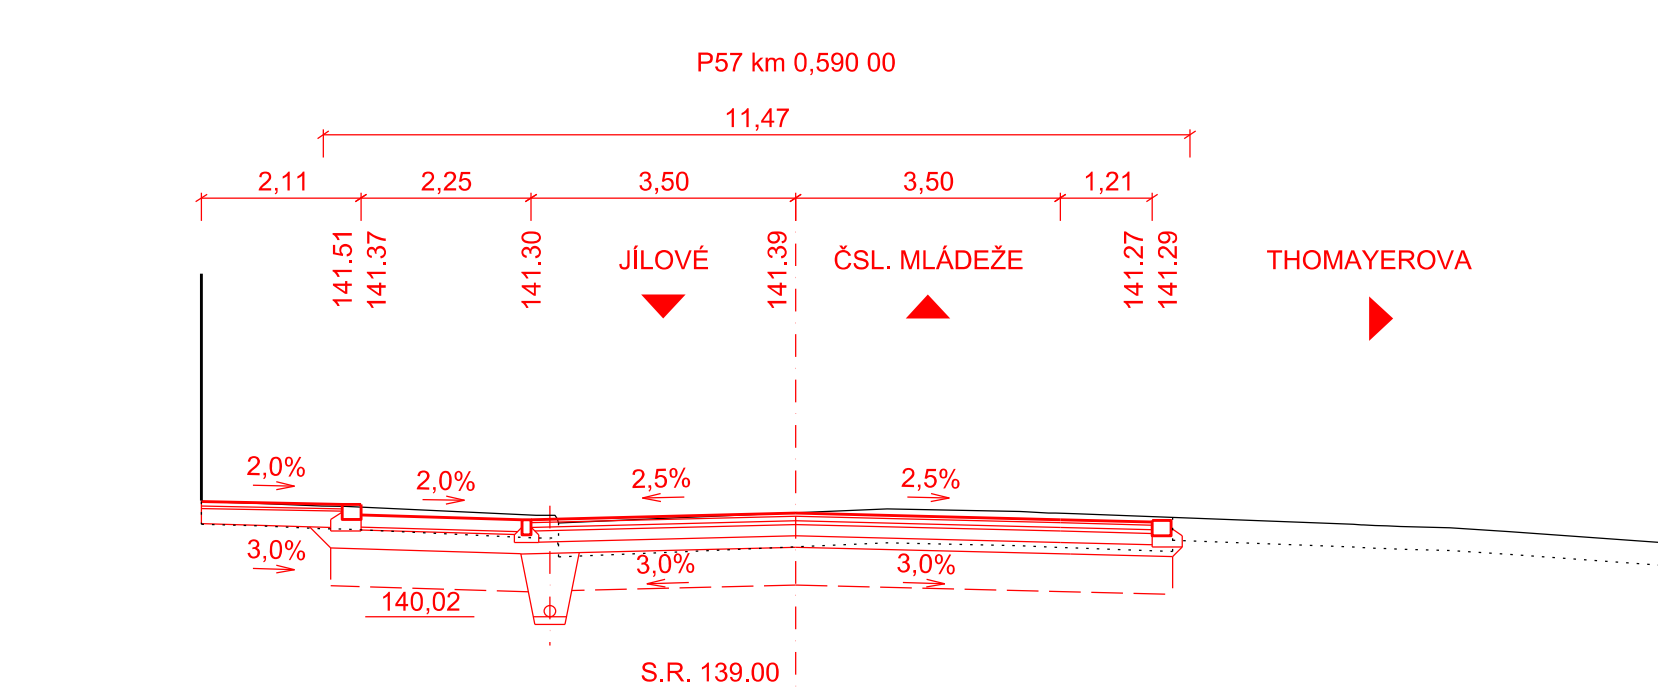 P57 km 0,590 00
11,47
2,11 2,25 3,50 3,50 1,21
141.51 141.37 141.30 141.39 141.27 141.29
JÍLOVÉ ČSL. MLÁDEŽE THOMAYEROVA
2,0% 2,0% 2,5% 2,5%
3,0% 3,0% 3,0%
140,02
S.R. 139.00